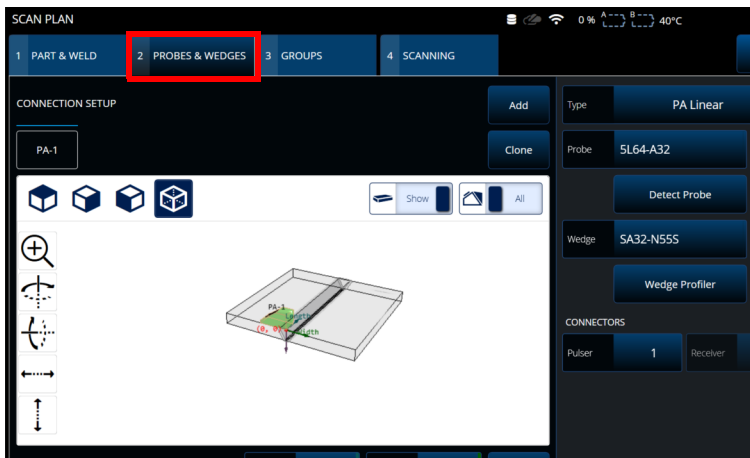 SCAN PLAN
0 % A B 40°C
1 PART & WELD 2 PROBES & WEDGES 3 GROUPS 4 SCANNING
CONNECTION SETUP
Add
Type PA Linear
PA-1
Clone
Probe 5L64-A32
Show
All
Detect Probe
Wedge SA32-N55S
Wedge Profiler
PA-1
Length
(0, 0) Width
CONNECTORS
Pulser 1 Receiver